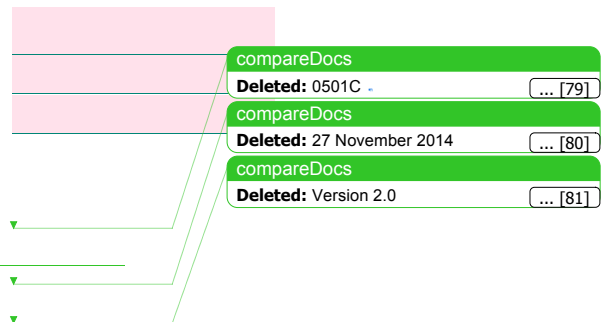 compareDocs
Deleted: 0501C
... [79]
compareDocs
Deleted: 27 November 2014
... [80]
compareDocs
Deleted: Version 2.0
... [81]